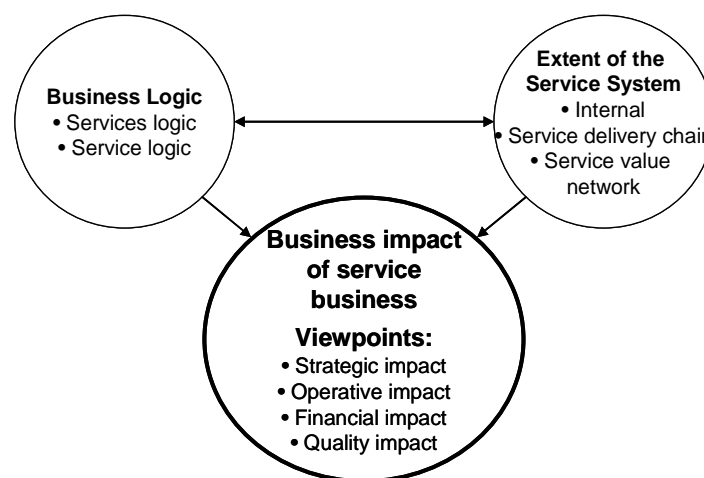 Business Logic
• Services logic
• Service logic
Extent of the
Service System
• Internal
• Service delivery chain
• Service value
network
Business impact
of service
business
Viewpoints:
• Strategic impact
• Operative impact
• Financial impact
• Quality impact